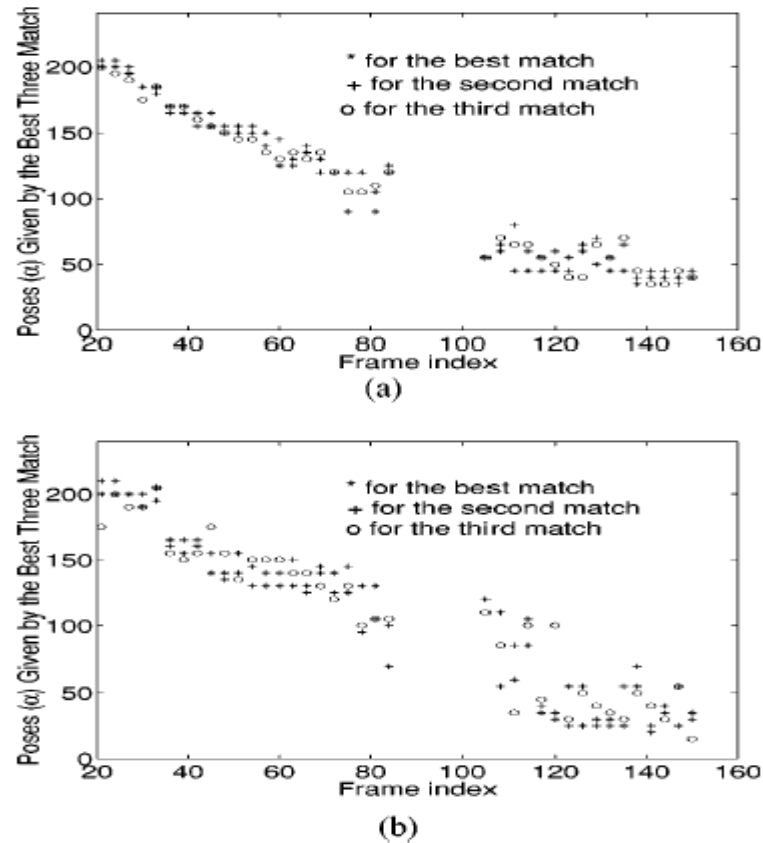 Poses (α) Given by the Best Three Match
200
150
100
50
0
* for the best match
+ for the second match
o for the third match
20 40 60 80 100 120 140 160
Frame index
(a)
Poses (α) Given by the Best Three Match
200
150
100
50
0
* for the best match
+ for the second match
o for the third match
20 40 60 80 100 120 140 160
Frame index
(b)